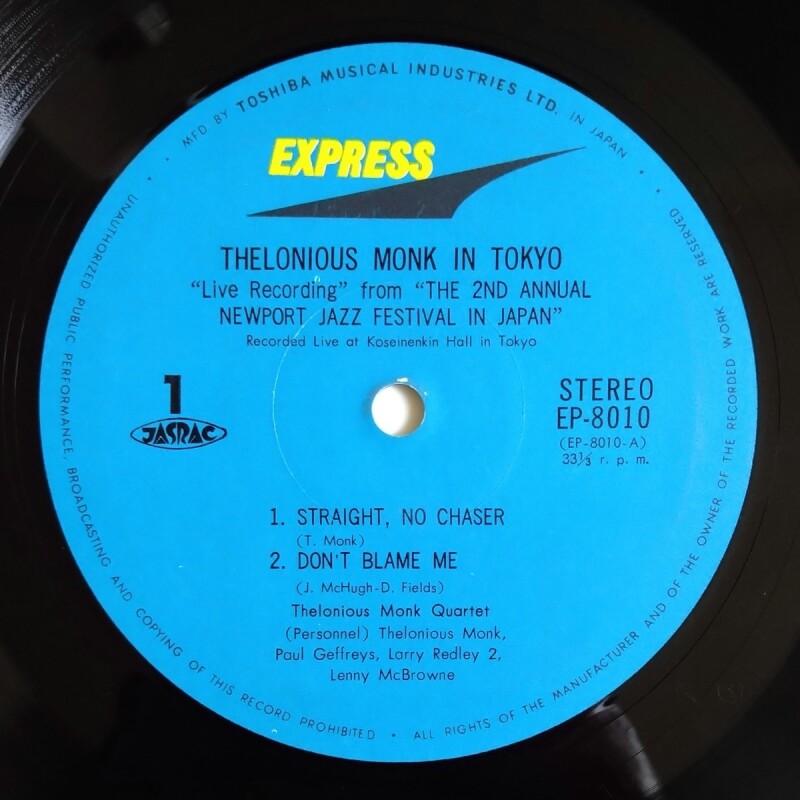 MFD BY TOSHIBA MUSICAL INDUSTRIES LTD. IN JAPAN
EXPRESS
THELONIOUS MONK IN TOKYO
"Live Recording" from "THE 2ND ANNUAL
NEWPORT JAZZ FESTIVAL IN JAPAN"
Recorded Live at Koseinenkin Hall in Tokyo
1
JASRAC
STEREO
EP-8010
(EP-8010-A)
33⅓ r. p. m.
1. STRAIGHT, NO CHASER
(T. Monk)
2. DON'T BLAME ME
(J. McHugh-D. Fields)
Thelonious Monk Quartet
(Personnel) Thelonious Monk,
Paul Geffreys, Larry Redley 2,
Lenny McBrowne
UNAUTHORIZED PUBLIC PERFORMANCE, BROADCASTING AND COPYING OF THIS RECORD PROHIBITED • ALL RIGHTS OF THE MANUFACTURER AND OF THE OWNER OF THE RECORDED WORK ARE RESERVED